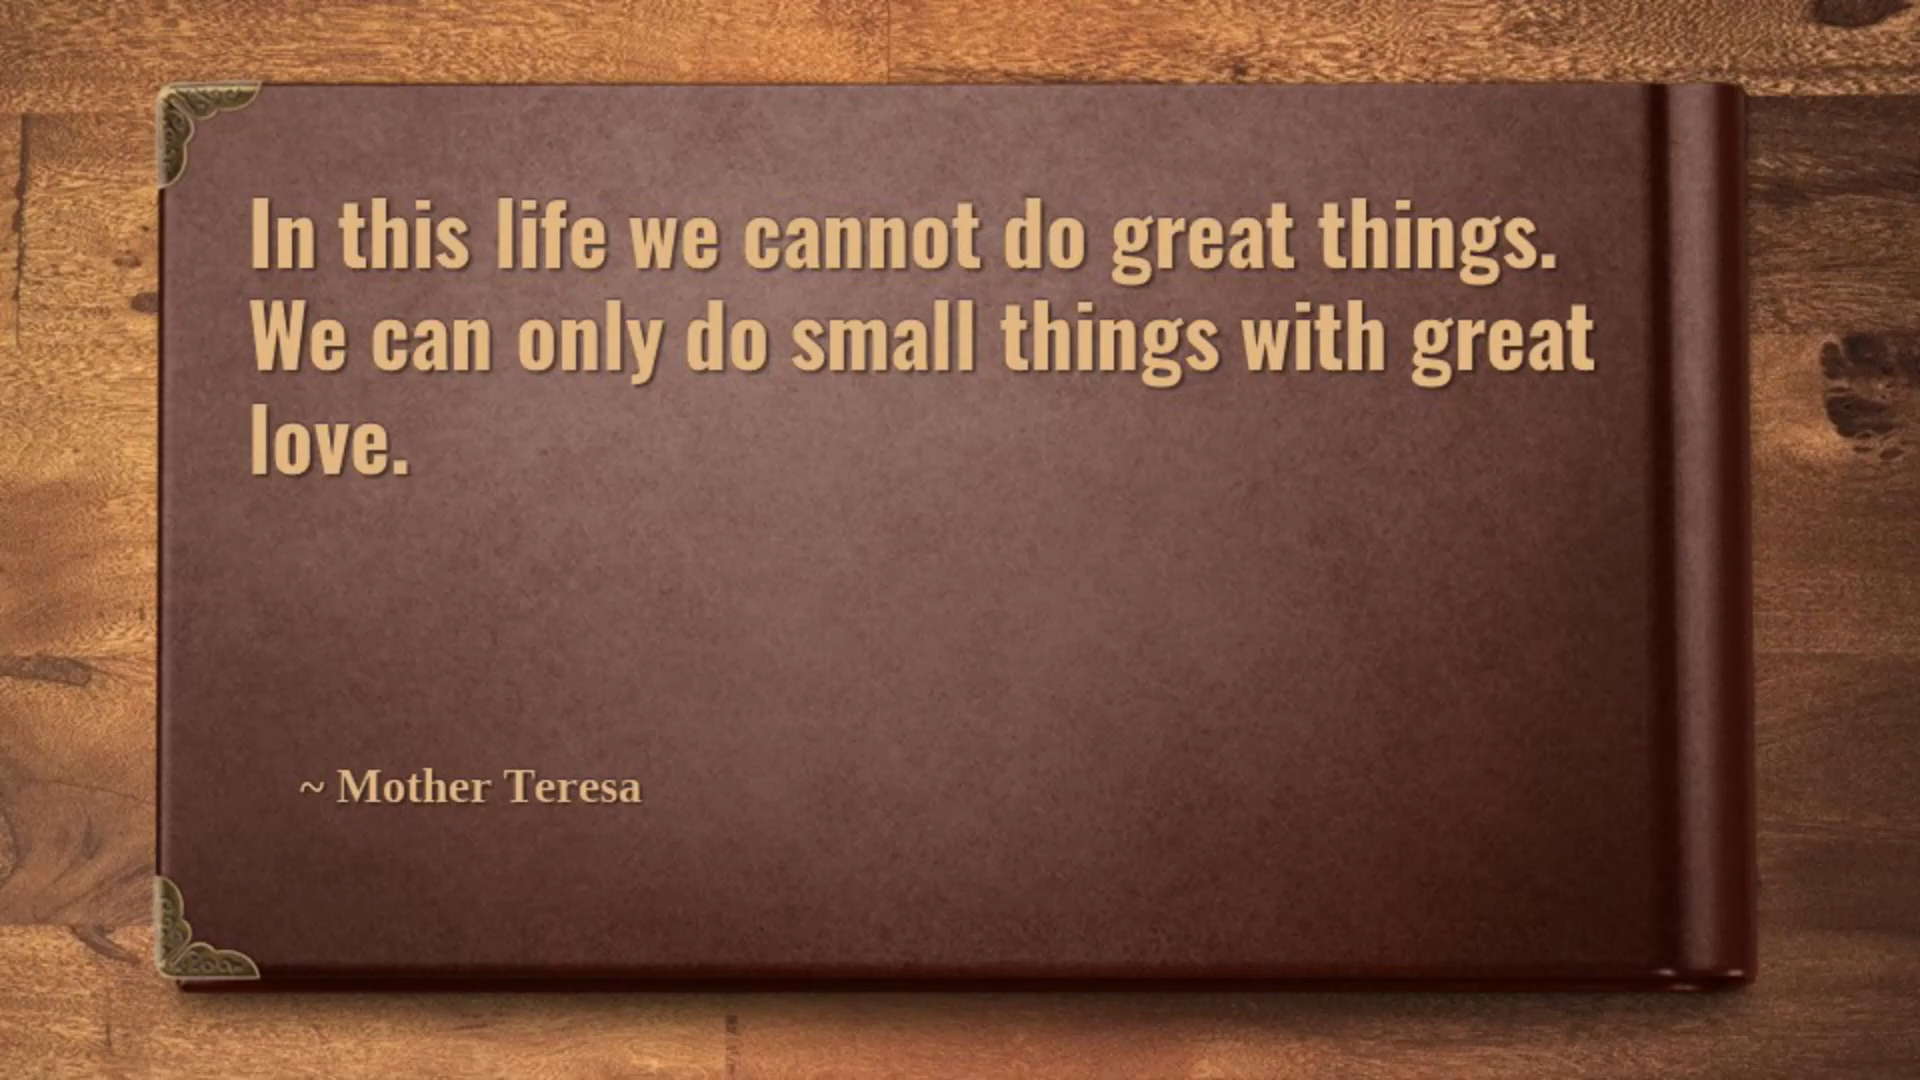 In this life we cannot do great things.
We can only do small things with great
love.
~ Mother Teresa